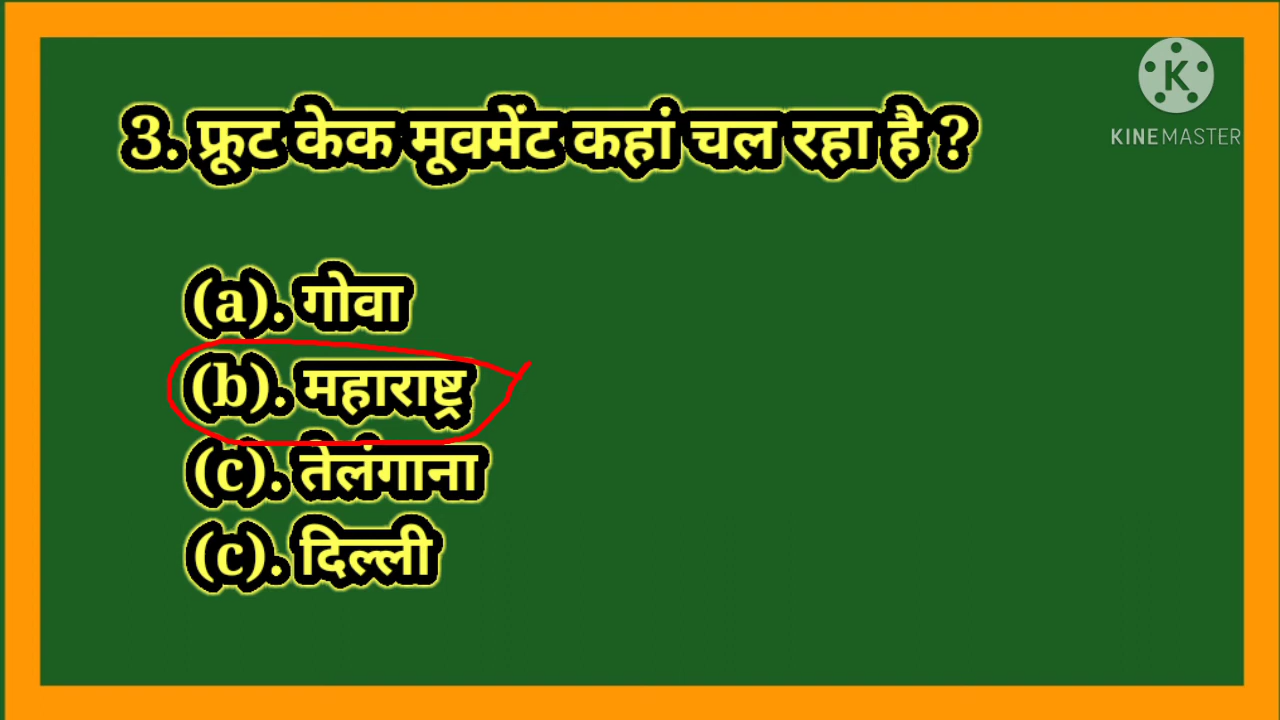 3. फ्रूट केक मूवमेंट कहां चल रहा है ?
KINEMASTER
(a). गोवा
(b). महाराष्ट्र
(c). तेलंगाना
(c). दिल्ली